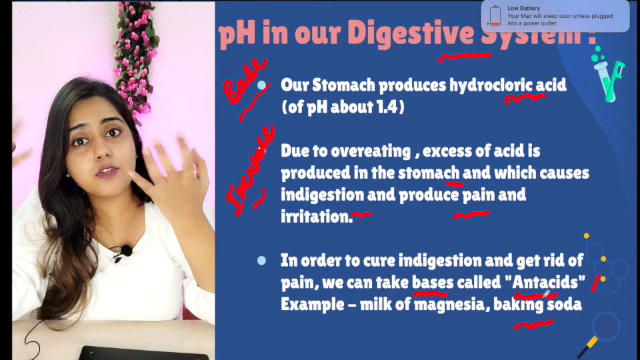 Low Battery
Your Mac will sleep soon unless plugged
into a power outlet.
pH in our Digestive System :
Base
Our Stomach produces hydrocloric acid
(of pH about 1.4)
Due to overeating , excess of acid is
produced in the stomach and which causes
indigestion and produce pain and
irritation.
In order to cure indigestion and get rid of
pain, we can take bases called "Antacids"
Example - milk of magnesia, baking soda